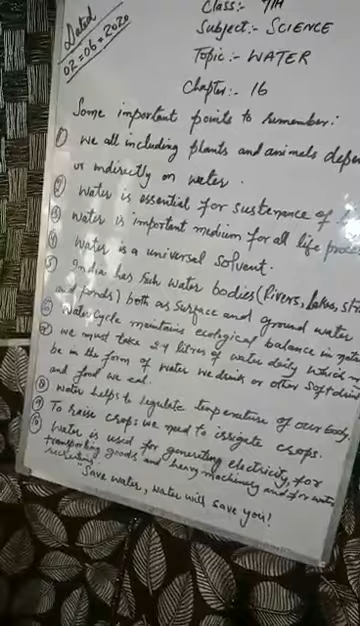 Dated
02-06-2020
Class:- 7TH
Subject:- SCIENCE
Topic:- WATER
Chapter:- 16
Some important points to remember:-
① We all including plants and animals depen
or indirectly on water.
② Water is essential for sustenance of
③ Water is important medium for all life proce
④ Water is a universal solvent.
⑤ India has rich water bodies (rivers, lakes, str
and ponds) both as surface and ground water
⑥ Water Cycle maintains ecological balance in
⑦ We must take litres of water daily which
be in the form of water we drink or other soft drin
and food we eat.
⑧ Water helps to regulate temperature of our body.
⑨ To raise crops we need to irrigate crops.
⑩ Water is used for generating electricity, for
transporting goods and heavy machinery and for wate
recreation.
"Save water, water will save you!